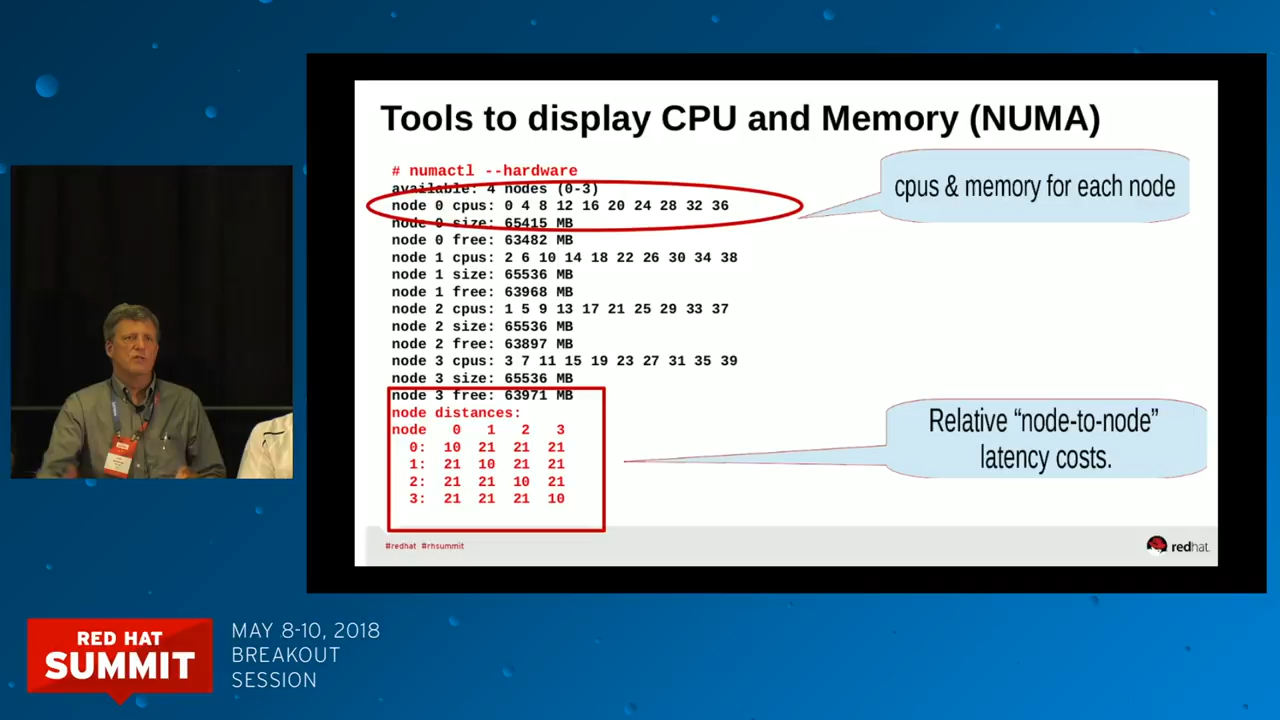 Tools to display CPU and Memory (NUMA)
# numactl --hardware
available: 4 nodes (0-3)
node 0 cpus: 0 4 8 12 16 20 24 28 32 36
node 0 size: 65415 MB
node 0 free: 63482 MB
node 1 cpus: 2 6 10 14 18 22 26 30 34 38
node 1 size: 65536 MB
node 1 free: 63968 MB
node 2 cpus: 1 5 9 13 17 21 25 29 33 37
node 2 size: 65536 MB
node 2 free: 63897 MB
node 3 cpus: 3 7 11 15 19 23 27 31 35 39
node 3 size: 65536 MB
node 3 free: 63971 MB
node distances:
node 0 1 2 3
0: 10 21 21 21
1: 21 10 21 21
2: 21 21 10 21
3: 21 21 21 10
cpus & memory for each node
Relative “node-to-node”
latency costs.
#redhat #rhsummit
redhat.
RED HAT
SUMMIT
MAY 8-10, 2018
BREAKOUT
SESSION